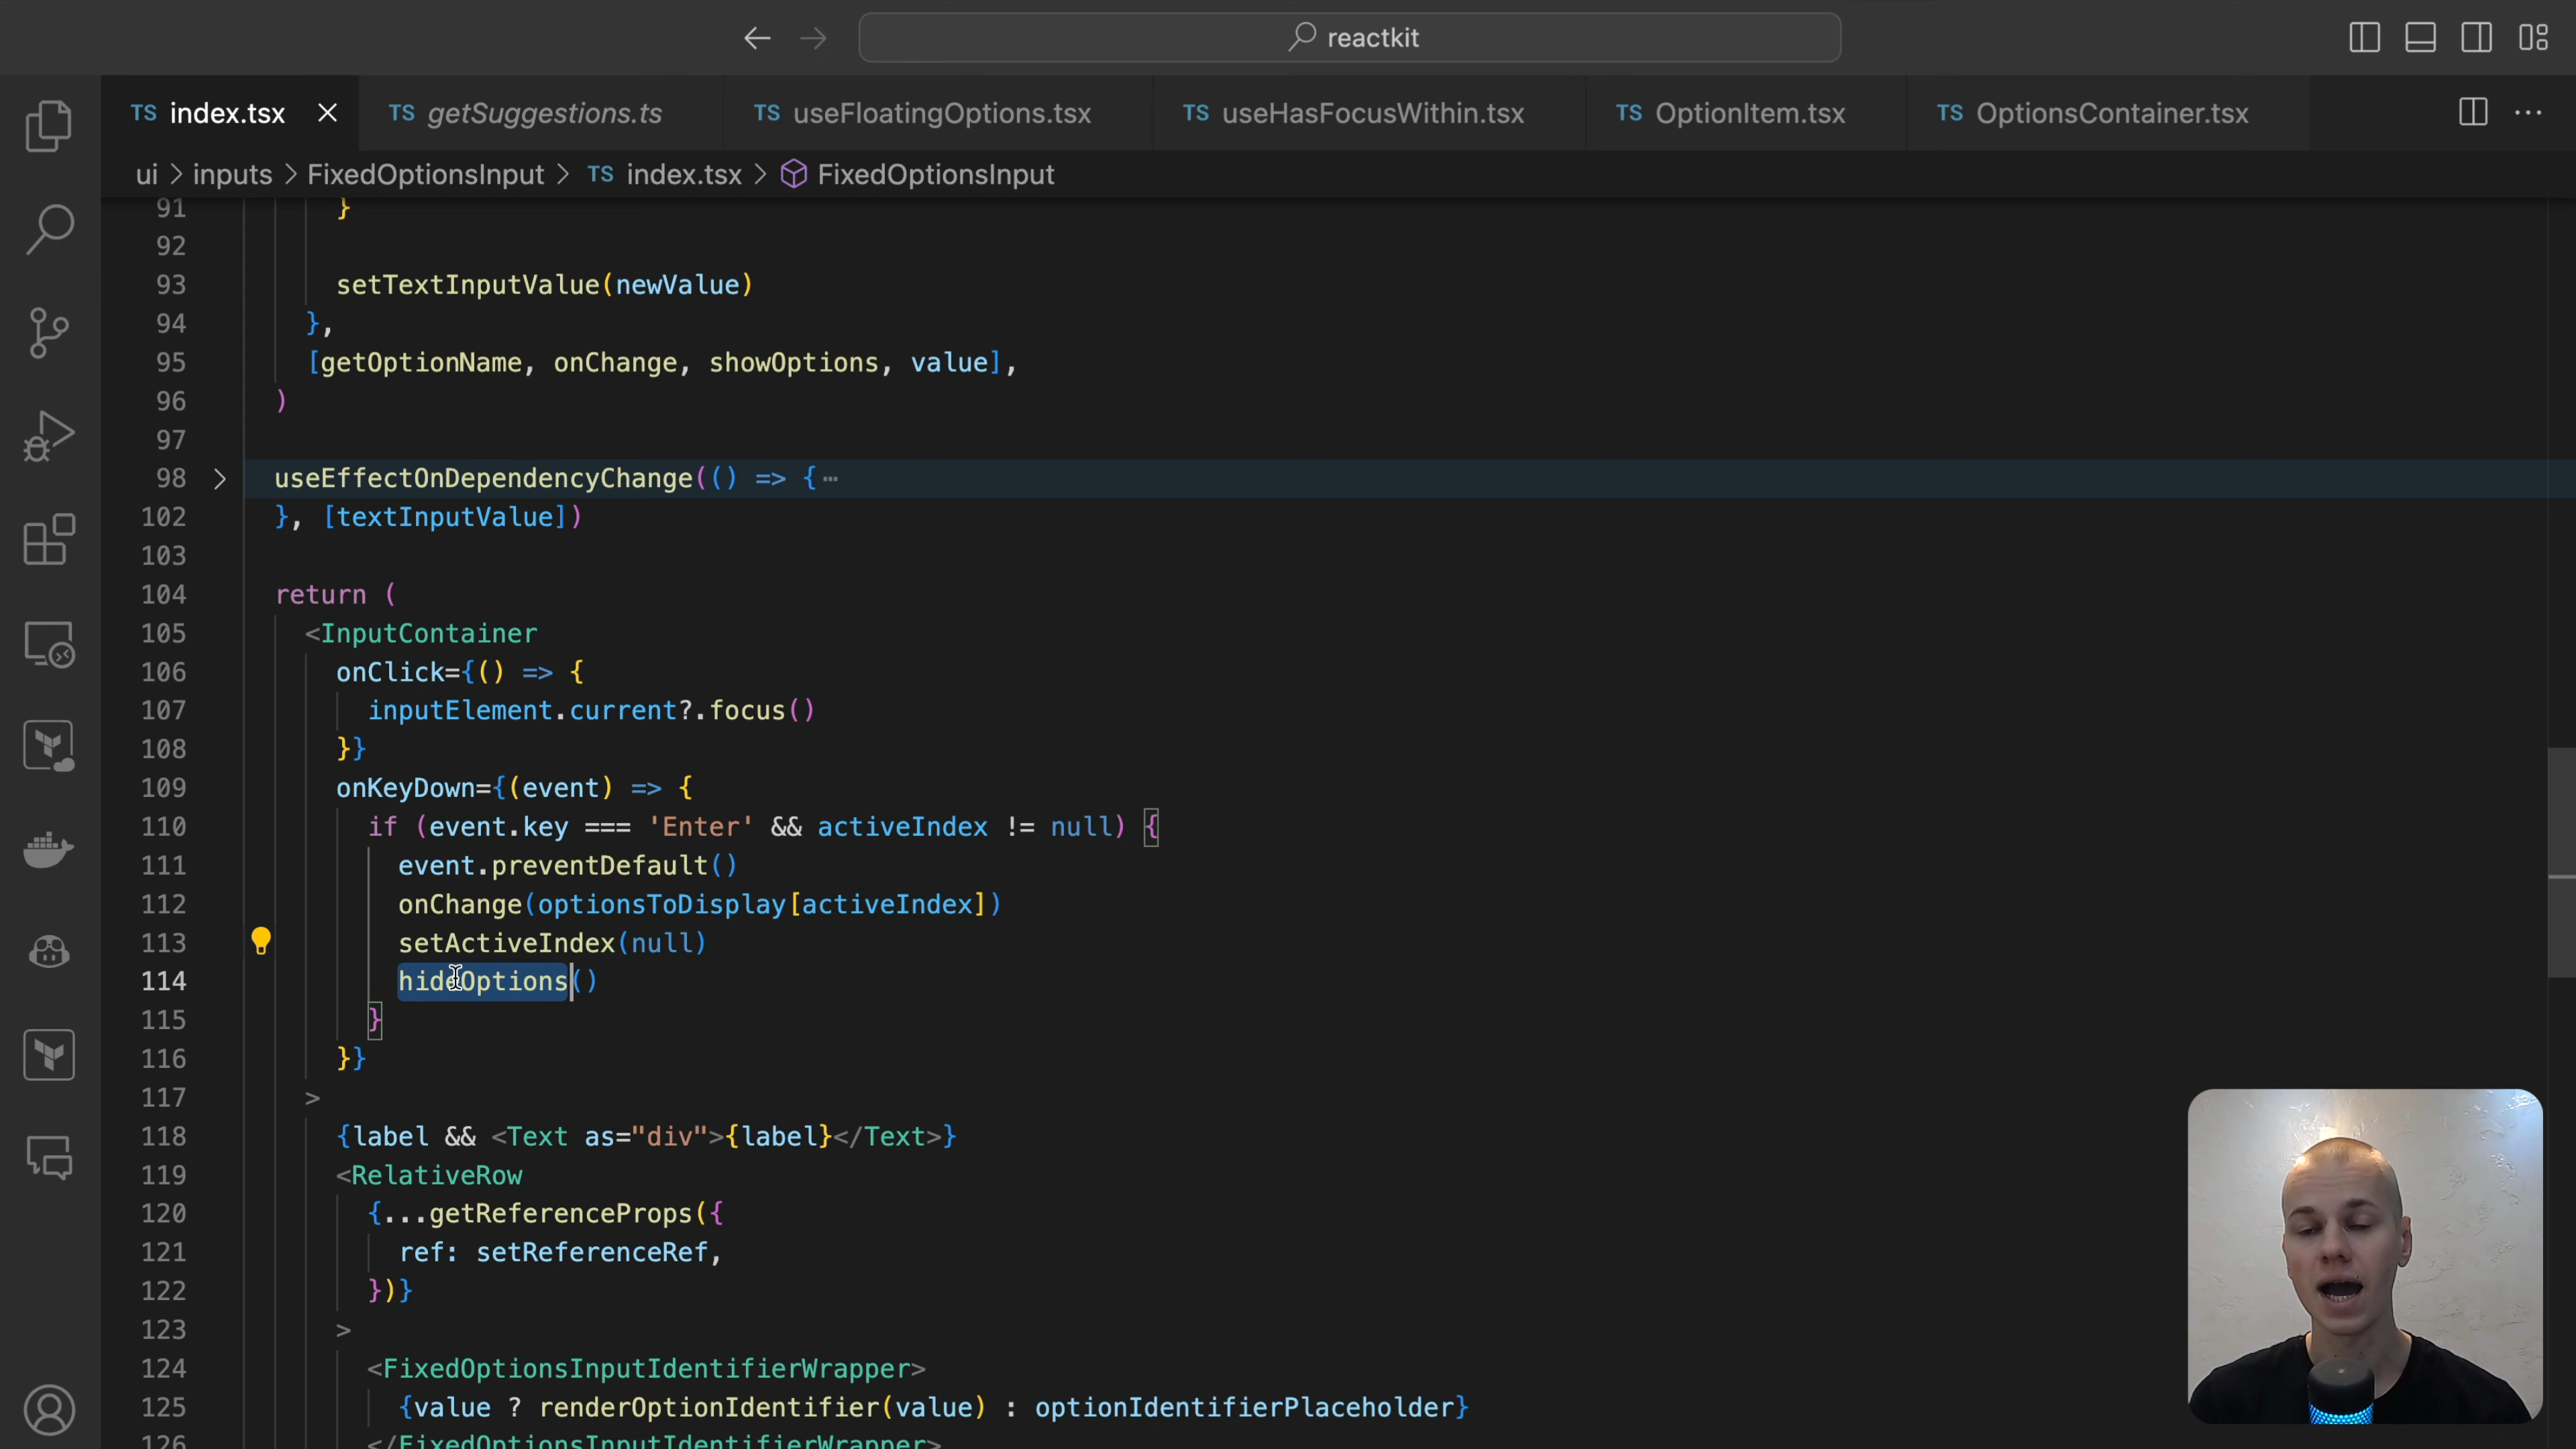 reactkit
TS index.tsx
TS getSuggestions.ts
TS useFloatingOptions.tsx
TS useHasFocusWithin.tsx
TS OptionItem.tsx
TS OptionsContainer.tsx
ui > inputs > FixedOptionsInput > TS index.tsx > FixedOptionsInput
91 }
92
93 setTextInputValue(newValue)
94 },
95 [getOptionName, onChange, showOptions, value],
96 )
97
98 useEffectOnDependencyChange(() => { ⋯
102 }, [textInputValue])
103
104 return (
105 <InputContainer
106 onClick={() => {
107 inputElement.current?.focus()
108 }}
109 onKeyDown={(event) => {
110 if (event.key === 'Enter' && activeIndex != null) {
111 event.preventDefault()
112 onChange(optionsToDisplay[activeIndex])
113 setActiveIndex(null)
114 hideOptions()
115 }
116 }}
117 >
118 {label && <Text as="div">{label}</Text>}
119 <RelativeRow
120 {...getReferenceProps({
121 ref: setReferenceRef,
122 })}
123 >
124 <FixedOptionsInputIdentifierWrapper>
125 {value ? renderOptionIdentifier(value) : optionIdentifierPlaceholder}
126 </FixedOptionsInputIdentifierWrapper>